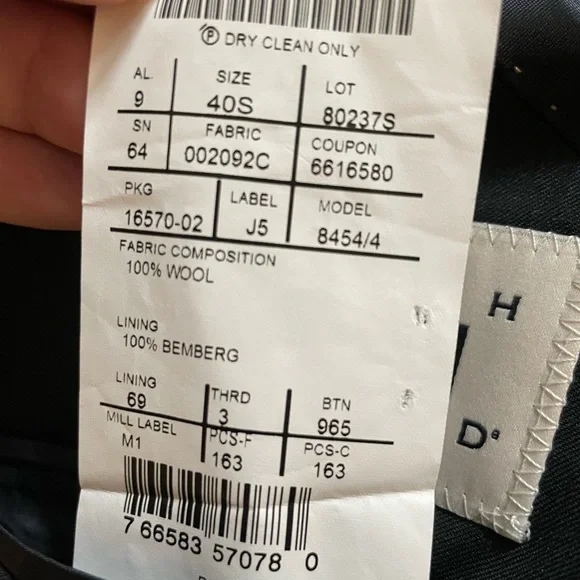 Ⓟ DRY CLEAN ONLY
AL. SIZE LOT
9 40S 80237S
SN FABRIC COUPON
64 002092C 6616580
PKG LABEL MODEL
16570-02 J5 8454/4
FABRIC COMPOSITION
100% WOOL
LINING
100% BEMBERG
LINING THRD BTN
69 3 965
MILL LABEL PCS-F PCS-C
M1 163 163
7 66583 57078 0
H
D